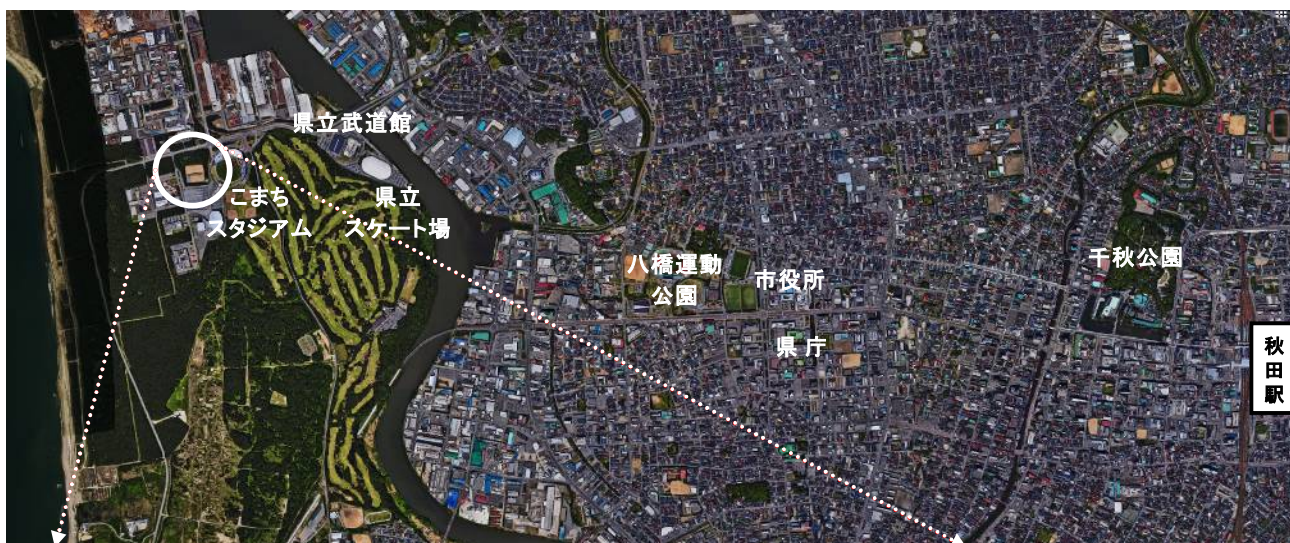 県立武道館
こまち
スタジアム
県立
スケート場
八橋運動
公園
市役所
県庁
千秋公園
秋田駅